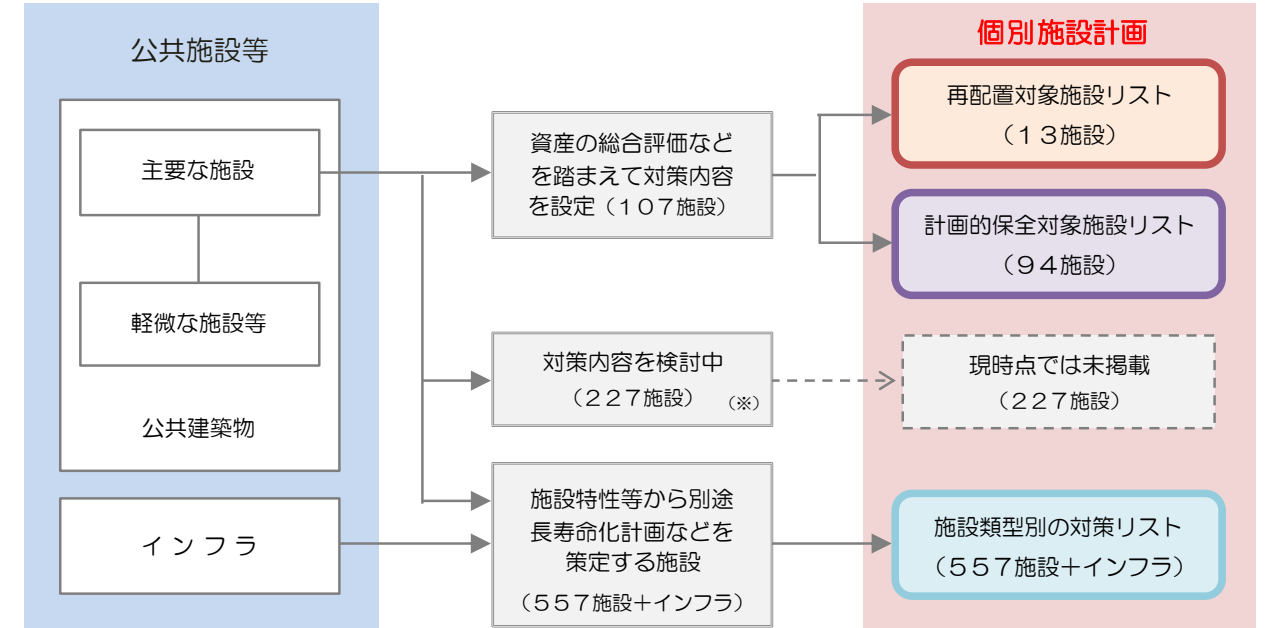 公共施設等
主要な施設
軽微な施設等
公共建築物
インフラ
資産の総合評価など
を踏まえて対策内容
を設定（１０７施設）
対策内容を検討中
（２２７施設）
（※）
施設特性等から別途
長寿命化計画などを
策定する施設
（５５７施設＋インフラ）
個別施設計画
再配置対象施設リスト
（１３施設）
計画的保全対象施設リスト
（９４施設）
現時点では未掲載
（２２７施設）
施設類型別の対策リスト
（５５７施設＋インフラ）